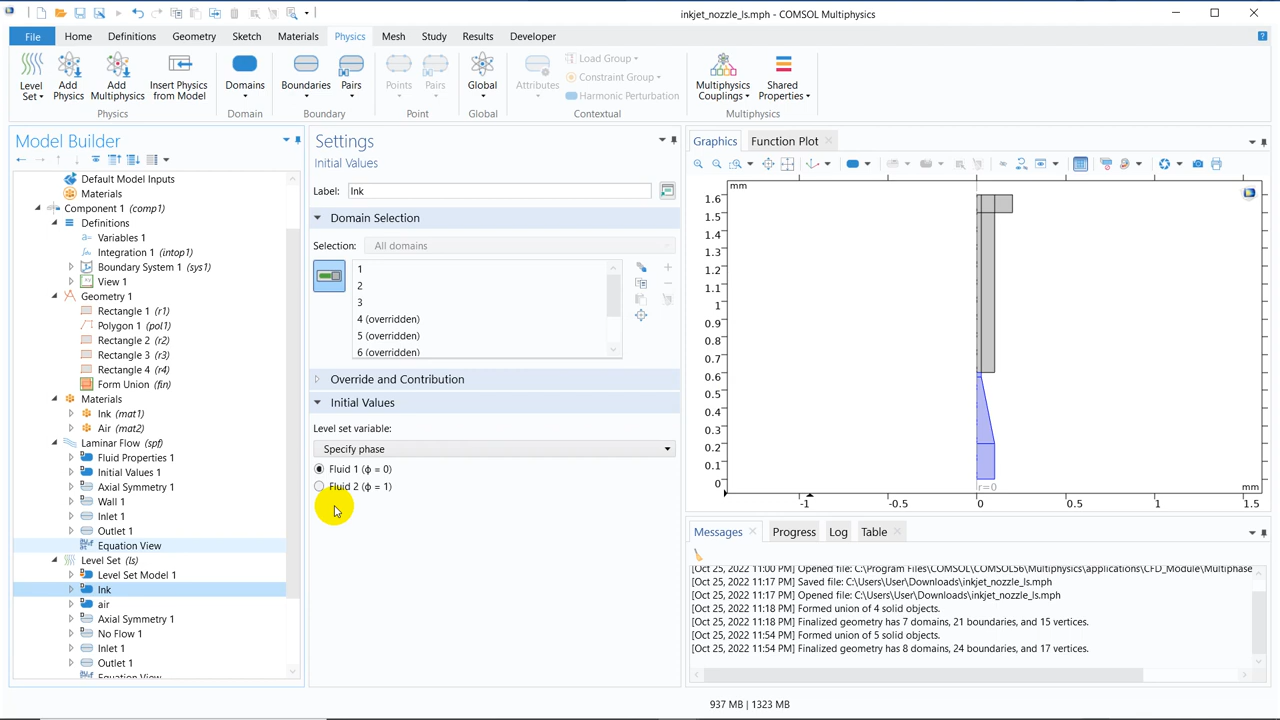 inkjet_nozzle_ls.mph - COMSOL Multiphysics
File Home Definitions Geometry Sketch Materials Physics Mesh Study Results Developer
Level Set
Add Physics
Add Multiphysics
Insert Physics from Model
Physics
Domains
Domain
Boundaries
Pairs
Boundary
Points
Pairs
Point
Global
Global
Attributes
Load Group
Constraint Group
Harmonic Perturbation
Contextual
Multiphysics Couplings
Shared Properties
Multiphysics
Model Builder
Default Model Inputs
Materials
Component 1 (comp1)
Definitions
a= Variables 1
Integration 1 (intop1)
Boundary System 1 (sys1)
View 1
Geometry 1
Rectangle 1 (r1)
Polygon 1 (pol1)
Rectangle 2 (r2)
Rectangle 3 (r3)
Rectangle 4 (r4)
Form Union (fin)
Materials
Ink (mat1)
Air (mat2)
Laminar Flow (spf)
Fluid Properties 1
Initial Values 1
Axial Symmetry 1
Wall 1
Inlet 1
Outlet 1
Equation View
Level Set (ls)
Level Set Model 1
Ink
air
Axial Symmetry 1
No Flow 1
Inlet 1
Outlet 1
Equation View
Settings
Initial Values
Label: Ink
Domain Selection
Selection: All domains
1
2
3
4 (overridden)
5 (overridden)
6 (overridden)
Override and Contribution
Initial Values
Level set variable:
Specify phase
Fluid 1 (ϕ = 0)
Fluid 2 (ϕ = 1)
Graphics Function Plot
mm
1.6
1.5
1.4
1.3
1.2
1.1
1
0.9
0.8
0.7
0.6
0.5
0.4
0.3
0.2
0.1
0
r=0
-1 -0.5 0 0.5 1 mm
1.5
Messages Progress Log Table
[Oct 25, 2022 11:00 PM] Opened file: C:\Program Files\COMSOL\COMSOL56\Multiphysics\applications\CFD_Module\Multiphase
[Oct 25, 2022 11:17 PM] Saved file: C:\Users\User\Downloads\inkjet_nozzle_ls.mph
[Oct 25, 2022 11:17 PM] Opened file: C:\Users\User\Downloads\inkjet_nozzle_ls.mph
[Oct 25, 2022 11:18 PM] Formed union of 4 solid objects.
[Oct 25, 2022 11:18 PM] Finalized geometry has 7 domains, 21 boundaries, and 15 vertices.
[Oct 25, 2022 11:54 PM] Formed union of 5 solid objects.
[Oct 25, 2022 11:54 PM] Finalized geometry has 8 domains, 24 boundaries, and 17 vertices.
937 MB | 1323 MB